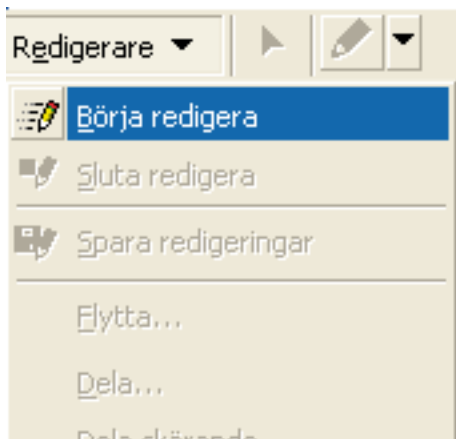 Redigerare
Börja redigera
Sluta redigera
Spara redigeringar
Flytta...
Dela...